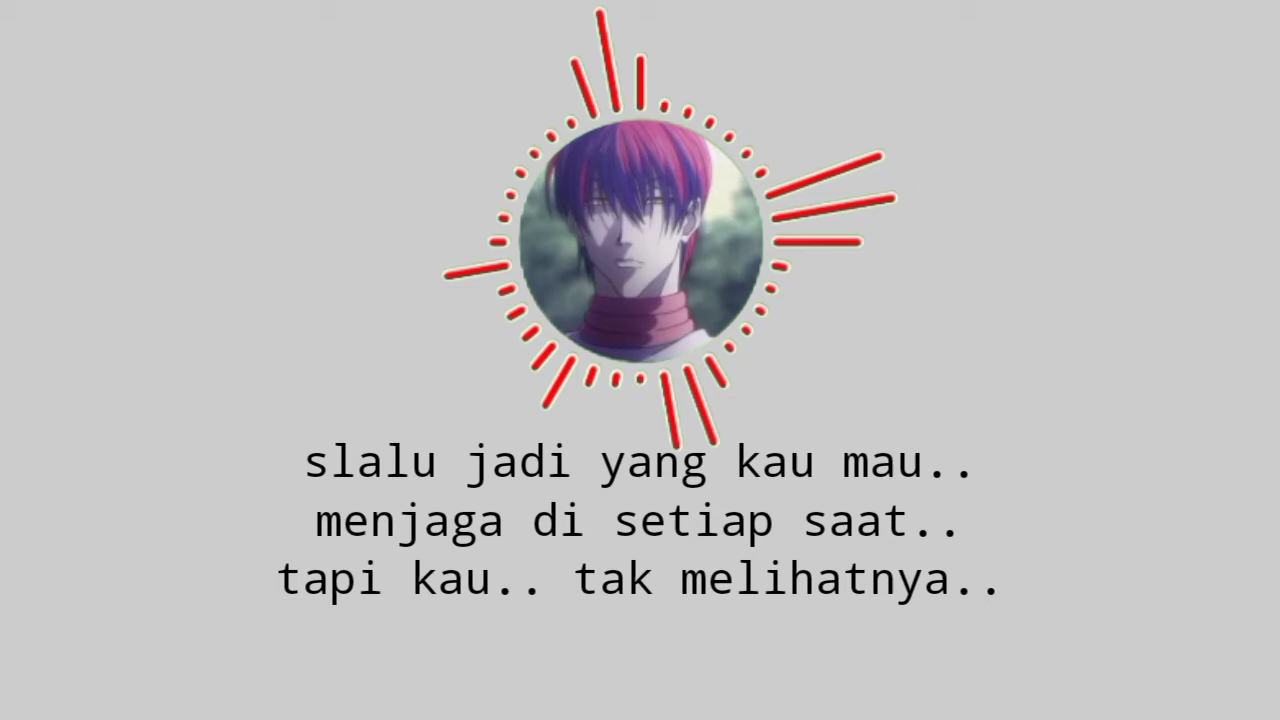 slalu jadi yang kau mau..
menjaga di setiap saat..
tapi kau.. tak melihatnya..